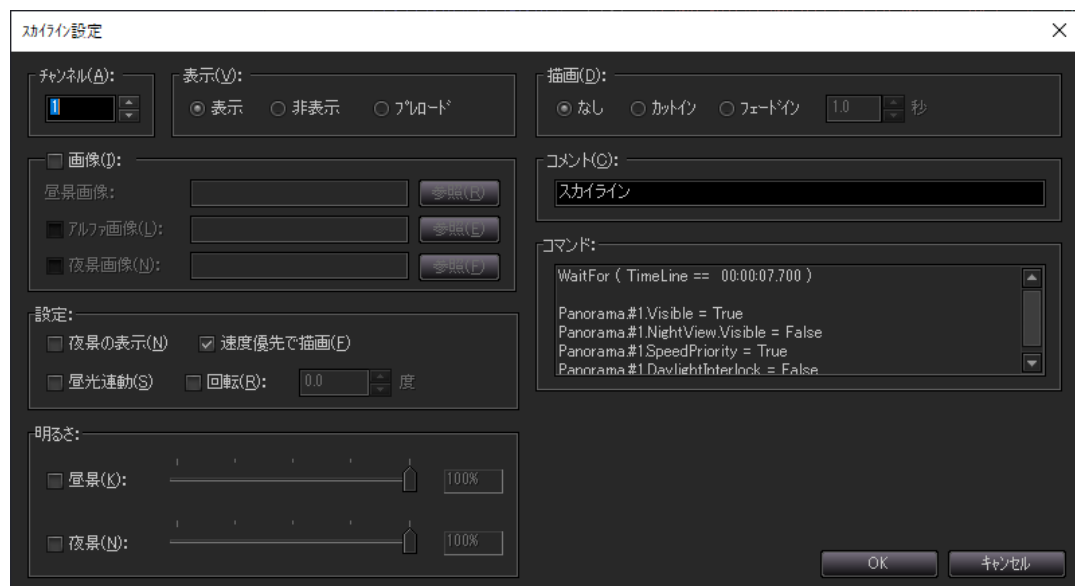 スカイライン設定
チャンネル(A):
1
表示(V):
表示 非表示 プレロード
描画(D):
なし カットイン フェードイン 1.0 秒
画像(I):
昼景画像: 参照(R)
アルファ画像(L): 参照(E)
夜景画像(N): 参照(F)
コメント(C):
スカイライン
コマンド:
WaitFor ( TimeLine == 00:00:07.700 )
Panorama.#1.Visible = True
Panorama.#1.NightView.Visible = False
Panorama.#1.SpeedPriority = True
Panorama.#1.DaylightInterlock = False
設定:
夜景の表示(N) 速度優先で描画(F)
昼光連動(S) 回転(R): 0.0 度
明るさ:
昼景(K): 100%
夜景(N): 100%
OK キャンセル